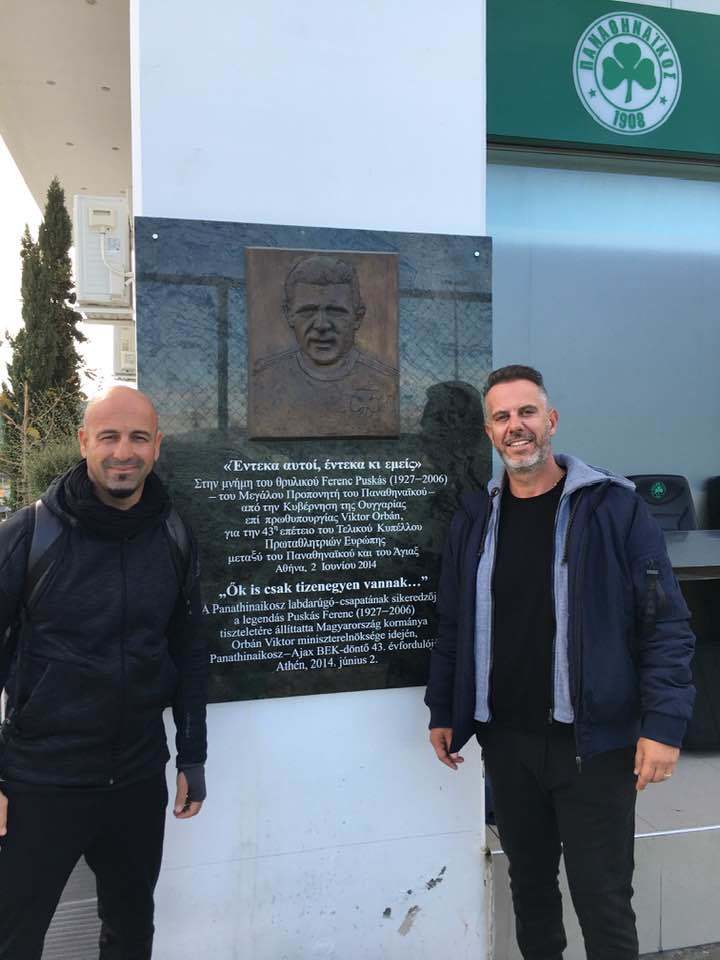 ΠΑΝΑΘΗΝΑΪΚΟΣ
1908
«Έντεκα αυτοί, έντεκα κι εμείς»
Στην μνήμη του θρυλικού Ferenc Puskás (1927–2006)
– του Μεγάλου Προπονητή του Παναθηναϊκού –
από την Κυβέρνηση της Ουγγαρίας
επί πρωθυπουργίας Viktor Orbán,
για την 43η επέτειο του Τελικού Κυπέλλου
Πρωταθλητριών Ευρώπης
μεταξύ του Παναθηναϊκού και του Άγιαξ
Αθήνα, 2 Ιουνίου 2014
„Ők is csak tizenegyen vannak…”
A Panathinaikosz labdarúgó-csapatának sikeredzője,
a legendás Puskás Ferenc (1927–2006)
tiszteletére állíttatta Magyarország kormánya
Orbán Viktor miniszterelnöksége idején,
Panathinaikosz–Ajax BEK-döntő 43. évfordulóján
Athén, 2014. június 2.